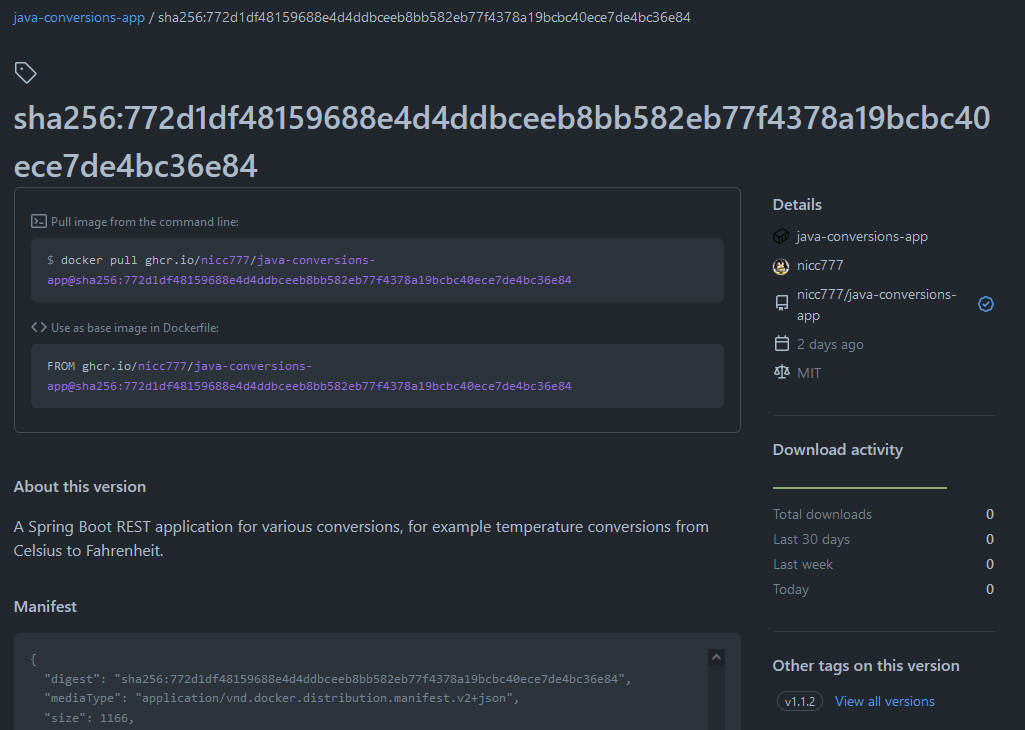 java-conversions-app / sha256:772d1df48159688e4d4ddbceeb8bb582eb77f4378a19bcbc40ece7de4bc36e84
sha256:772d1df48159688e4d4ddbceeb8bb582eb77f4378a19bcbc40
ece7de4bc36e84
Pull image from the command line:
$ docker pull ghcr.io/nicc777/java-conversions-
app@sha256:772d1df48159688e4d4ddbceeb8bb582eb77f4378a19bcbc40ece7de4bc36e84
Use as base image in Dockerfile:
FROM ghcr.io/nicc777/java-conversions-
app@sha256:772d1df48159688e4d4ddbceeb8bb582eb77f4378a19bcbc40ece7de4bc36e84
About this version
A Spring Boot REST application for various conversions, for example temperature conversions from
Celsius to Fahrenheit.
Manifest
{
"digest": "sha256:772d1df48159688e4d4ddbceeb8bb582eb77f4378a19bcbc40ece7de4bc36e84",
"mediaType": "application/vnd.docker.distribution.manifest.v2+json",
"size": 1166,
Details
java-conversions-app
nicc777
nicc777/java-conversions-
app
2 days ago
MIT
Download activity
Total downloads 0
Last 30 days 0
Last week 0
Today 0
Other tags on this version
v1.1.2 View all versions